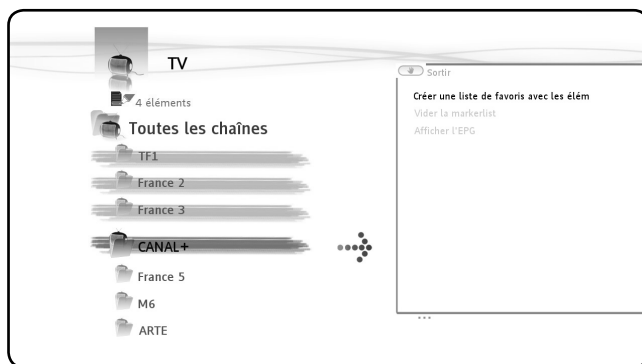 TV
4 éléments
Toutes les chaînes
TF1
France 2
France 3
CANAL+
France 5
M6
ARTE
Sortir
Créer une liste de favoris avec les élém
Vider la markerlist
Afficher l'EPG